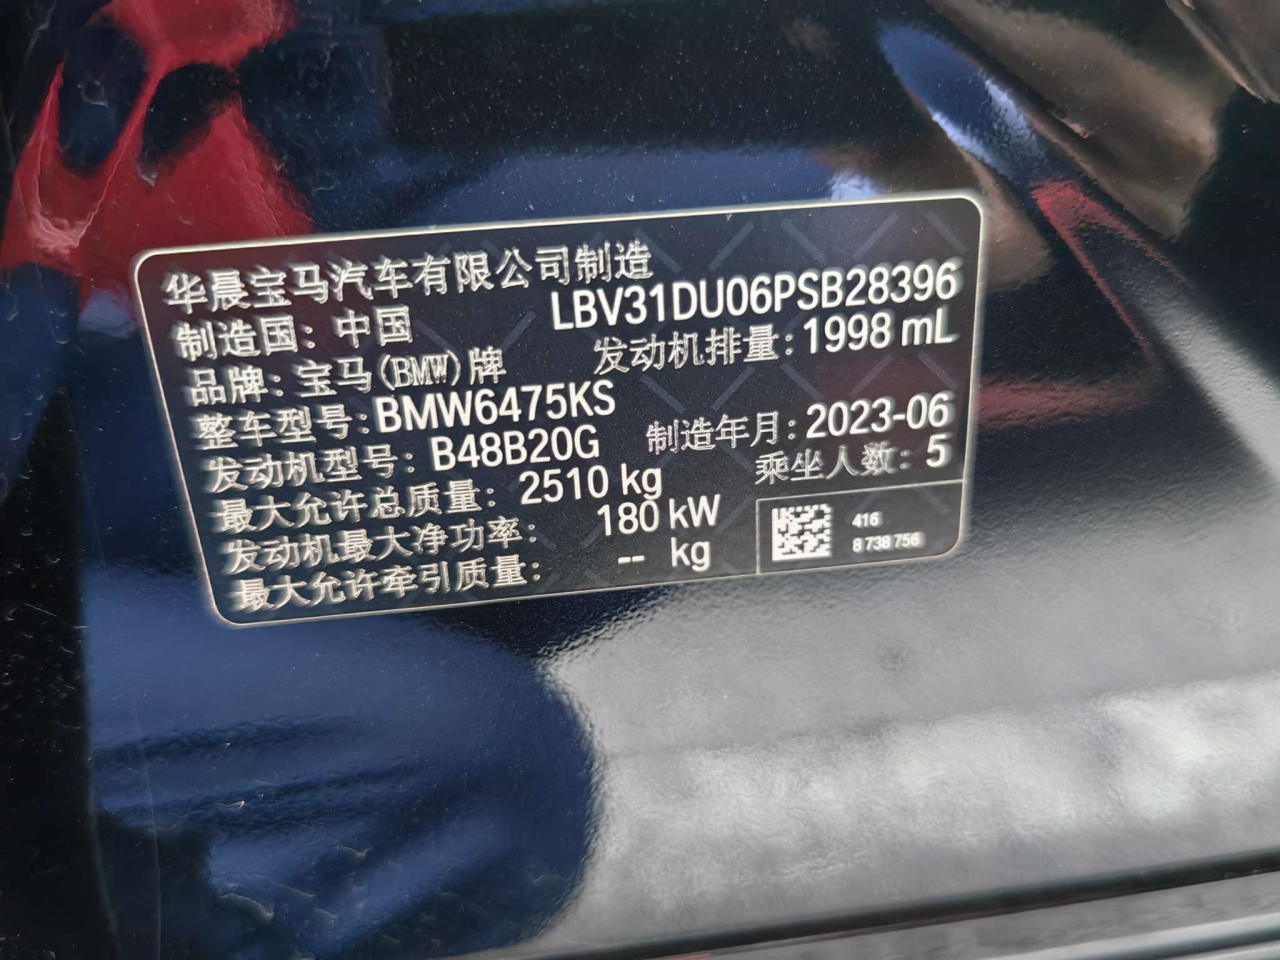 华晨宝马汽车有限公司制造
制造国：中国 LBV31DU06PSB28396
品牌：宝马(BMW)牌 发动机排量：1998 mL
整车型号：BMW6475KS
发动机型号：B48B20G 制造年月：2023-06
最大允许总质量：2510 kg 乘坐人数：5
发动机最大净功率：180 kW
最大允许牵引质量：-- kg
416
8 738 756